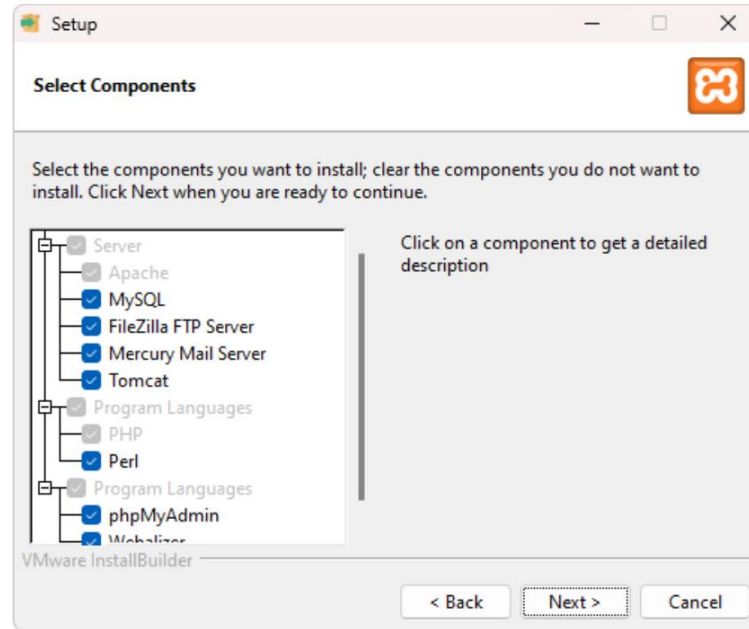 Setup
Select Components
Select the components you want to install; clear the components you do not want to
install. Click Next when you are ready to continue.
Server
Apache
MySQL
FileZilla FTP Server
Mercury Mail Server
Tomcat
Program Languages
PHP
Perl
Program Languages
phpMyAdmin
Webalizer
Click on a component to get a detailed
description
VMware InstallBuilder
< Back
Next >
Cancel